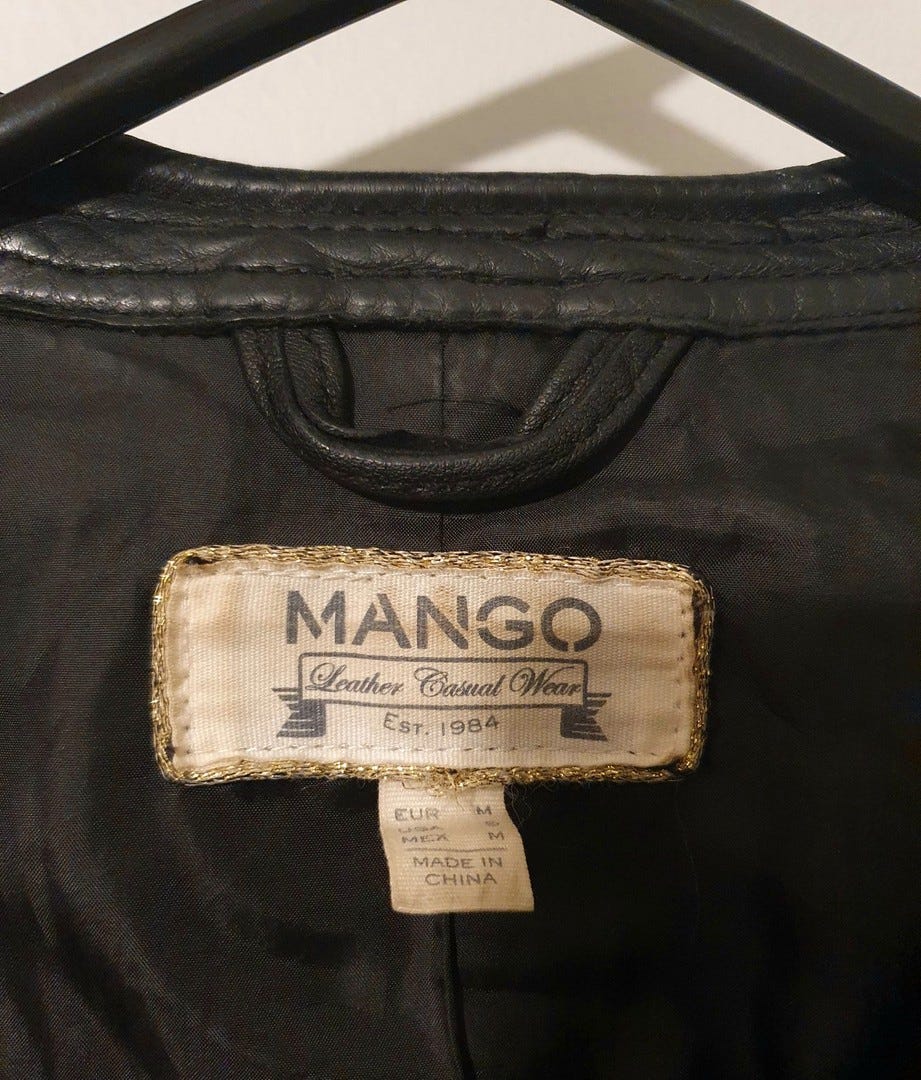 MANGO
Leather Casual Wear
EST. 1984
EUR M
USA S
MEX M
MADE IN
CHINA